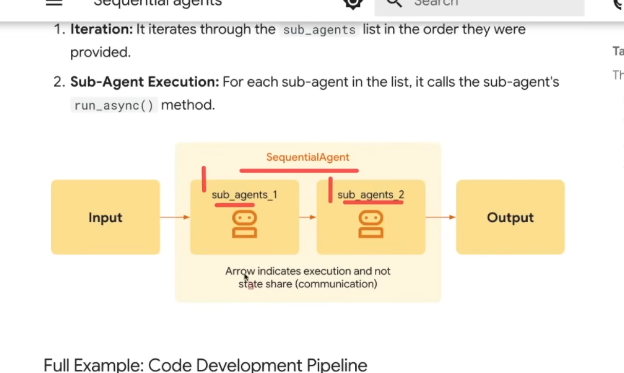 Sequential agents
Search
1. Iteration: It iterates through the sub_agents list in the order they were
provided.
2. Sub-Agent Execution: For each sub-agent in the list, it calls the sub-agent's
run_async() method.
Ta
Th
SequentialAgent
Input
sub_agents_1
sub_agents_2
Output
Arrow indicates execution and not
state share (communication)
Full Example: Code Development Pipeline